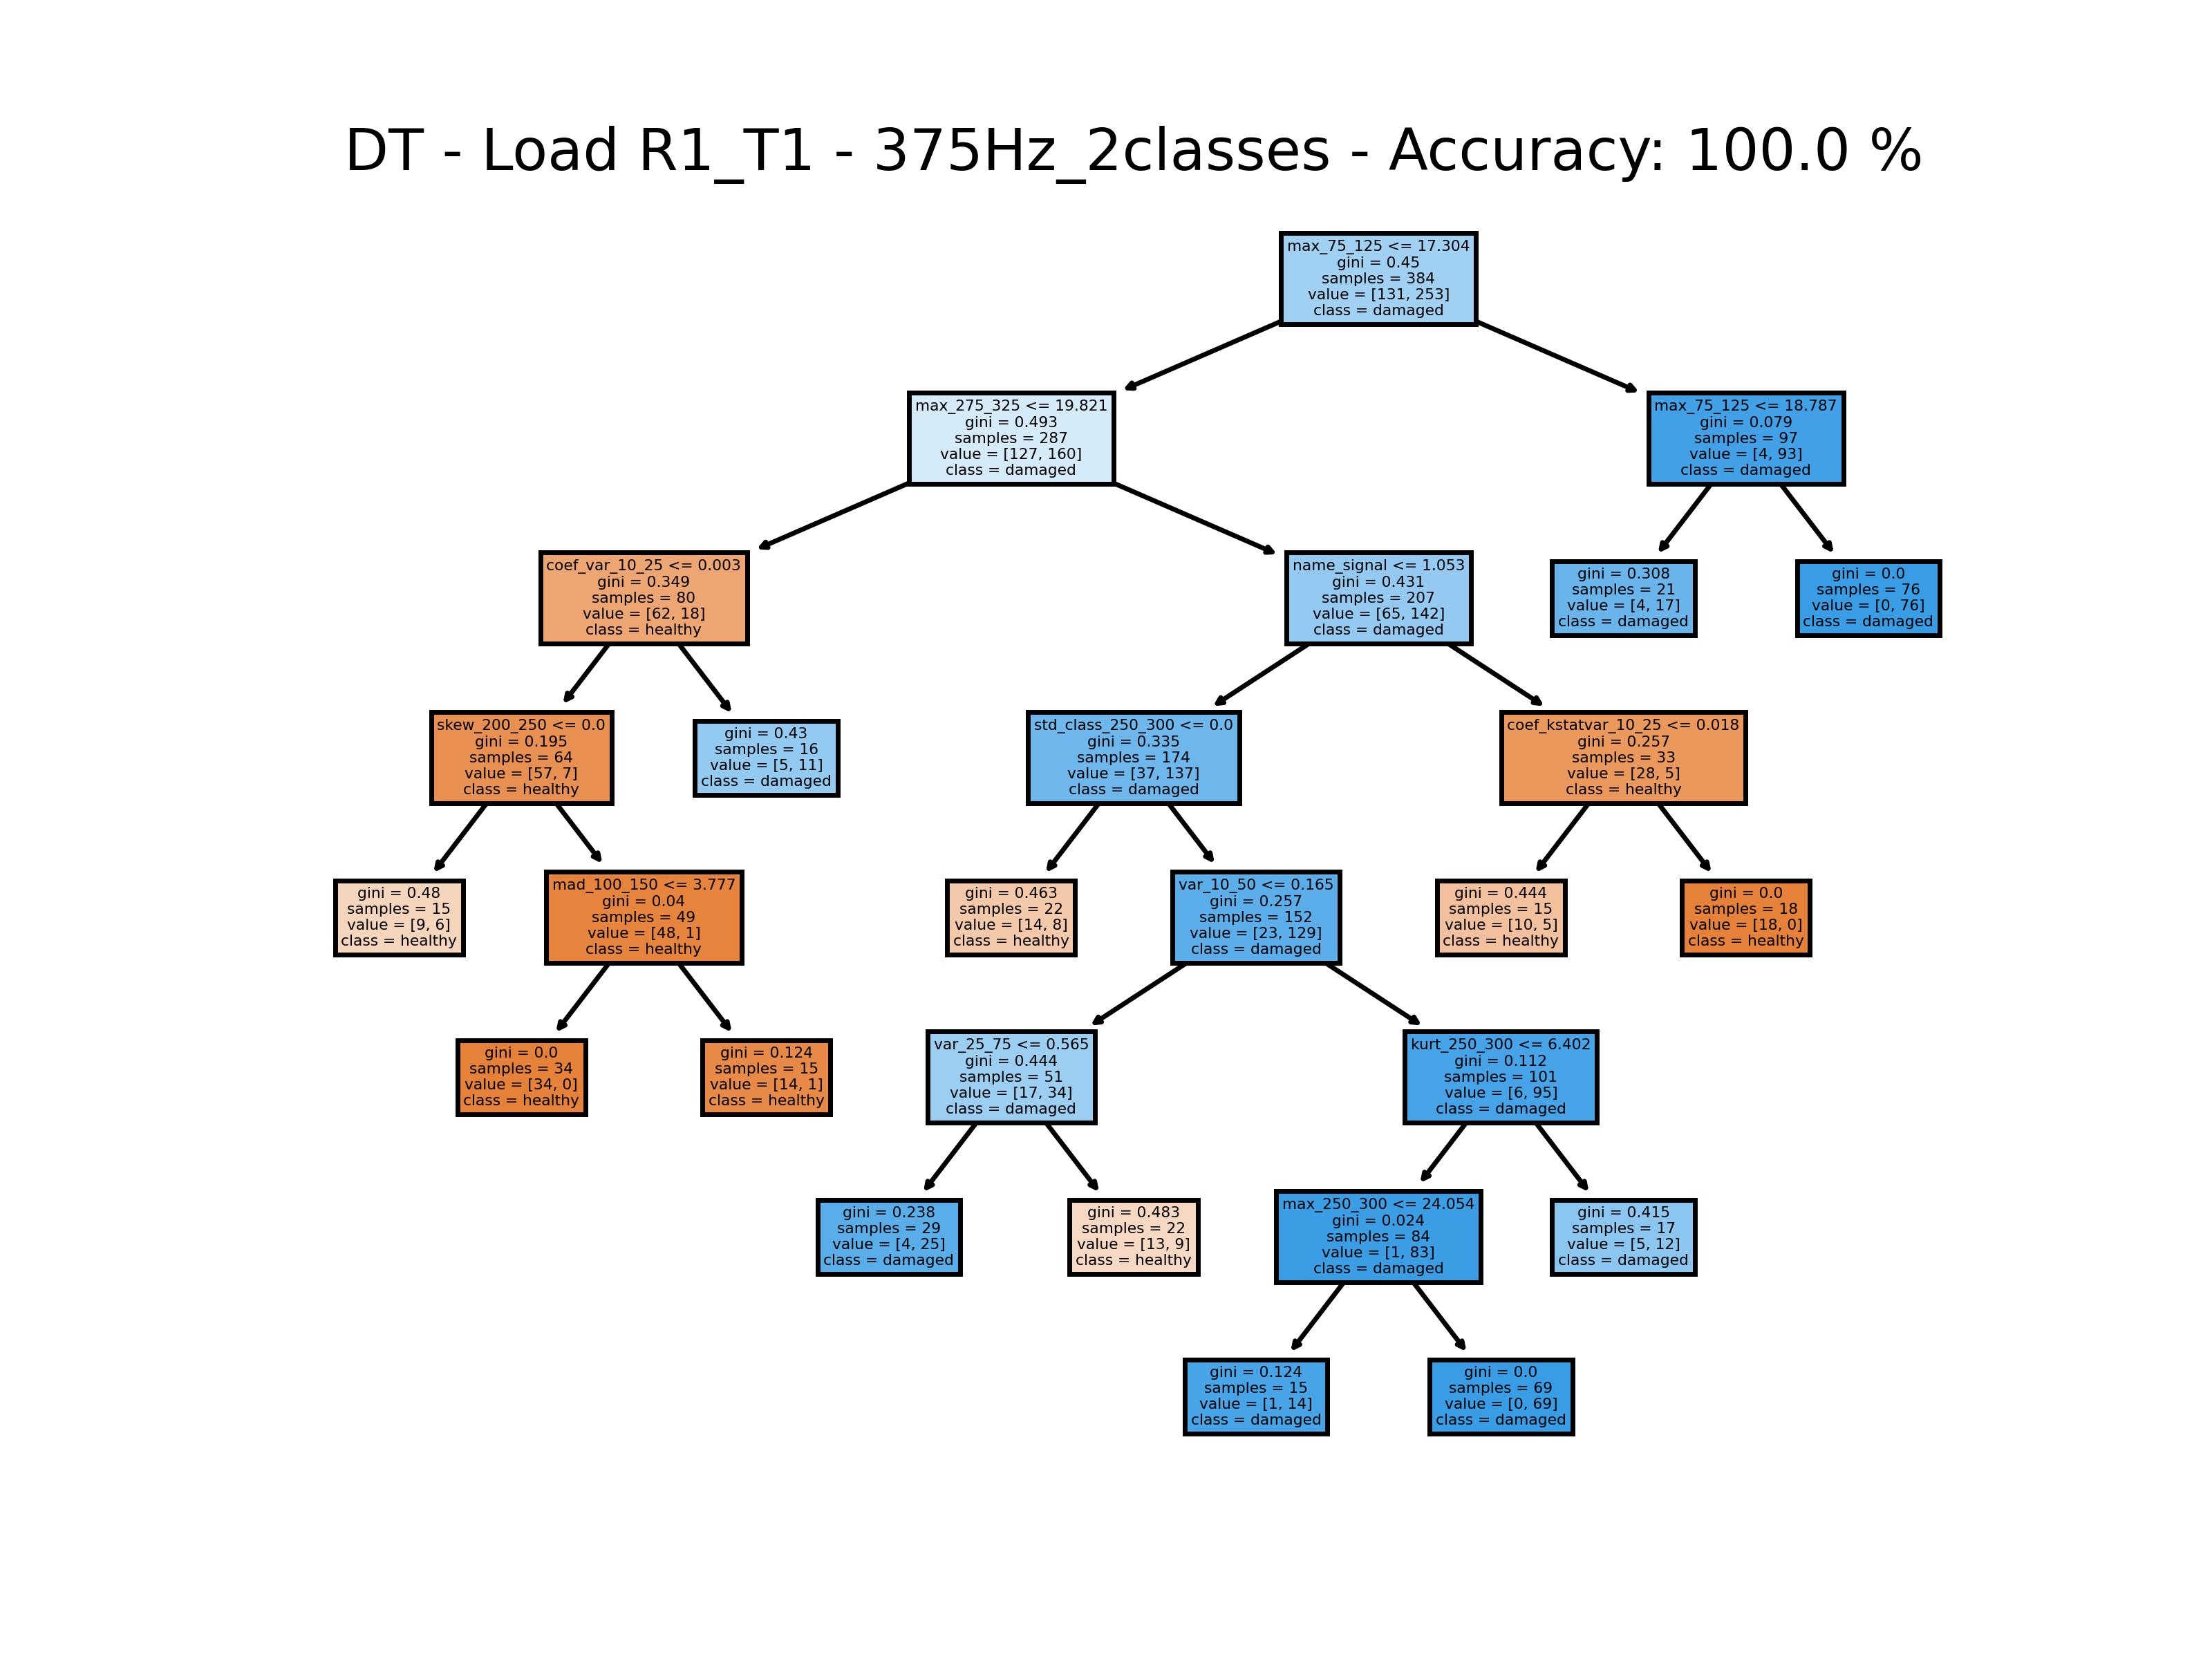 DT - Load R1_T1 - 375Hz_2classes - Accuracy: 100.0 %
max_75_125 <= 17.304
gini = 0.45
samples = 384
value = [131, 253]
class = damaged
max_275_325 <= 19.821
gini = 0.493
samples = 287
value = [127, 160]
class = damaged
max_75_125 <= 18.787
gini = 0.079
samples = 97
value = [4, 93]
class = damaged
coef_var_10_25 <= 0.003
gini = 0.349
samples = 80
value = [62, 18]
class = healthy
name_signal <= 1.053
gini = 0.431
samples = 207
value = [65, 142]
class = damaged
gini = 0.308
samples = 21
value = [4, 17]
class = damaged
gini = 0.0
samples = 76
value = [0, 76]
class = damaged
skew_200_250 <= 0.0
gini = 0.195
samples = 64
value = [57, 7]
class = healthy
gini = 0.43
samples = 16
value = [5, 11]
class = damaged
std_class_250_300 <= 0.0
gini = 0.335
samples = 174
value = [37, 137]
class = damaged
coef_kstatvar_10_25 <= 0.018
gini = 0.257
samples = 33
value = [28, 5]
class = healthy
gini = 0.48
samples = 15
value = [9, 6]
class = healthy
mad_100_150 <= 3.777
gini = 0.04
samples = 49
value = [48, 1]
class = healthy
gini = 0.463
samples = 22
value = [14, 8]
class = healthy
var_10_50 <= 0.165
gini = 0.257
samples = 152
value = [23, 129]
class = damaged
gini = 0.444
samples = 15
value = [10, 5]
class = healthy
gini = 0.0
samples = 18
value = [18, 0]
class = healthy
gini = 0.0
samples = 34
value = [34, 0]
class = healthy
gini = 0.124
samples = 15
value = [14, 1]
class = healthy
var_25_75 <= 0.565
gini = 0.444
samples = 51
value = [17, 34]
class = damaged
kurt_250_300 <= 6.402
gini = 0.112
samples = 101
value = [6, 95]
class = damaged
gini = 0.238
samples = 29
value = [4, 25]
class = damaged
gini = 0.483
samples = 22
value = [13, 9]
class = healthy
max_250_300 <= 24.054
gini = 0.024
samples = 84
value = [1, 83]
class = damaged
gini = 0.415
samples = 17
value = [5, 12]
class = damaged
gini = 0.124
samples = 15
value = [1, 14]
class = damaged
gini = 0.0
samples = 69
value = [0, 69]
class = damaged